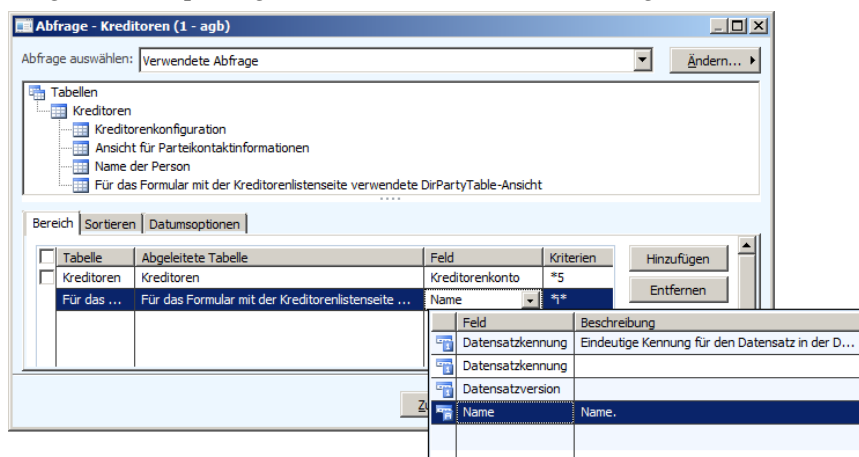 Abfrage - Kreditoren (1 - agb)
Abfrage auswählen: Verwendete Abfrage Ändern...
Tabellen
Kreditoren
Kreditorenkonfiguration
Ansicht für Parteikontaktinformationen
Name der Person
Für das Formular mit der Kreditorenlistenseite verwendete DirPartyTable-Ansicht
Bereich Sortieren Datumsoptionen
Tabelle Abgeleitete Tabelle Feld Kriterien Hinzufügen
Kreditoren Kreditoren Kreditorenkonto *5
Für das ... Für das Formular mit der Kreditorenlistenseite ... Name Entfernen
Feld Beschreibung
Datensatzkennung Eindeutige Kennung für den Datensatz in der D...
Datensatzkennung
Datensatzversion
Name Name.